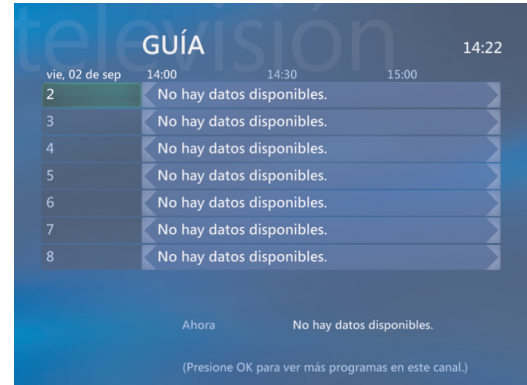 televisión
GUÍA
14:22
vie, 02 de sep 14:00 14:30 15:00
2 No hay datos disponibles.
3 No hay datos disponibles.
4 No hay datos disponibles.
5 No hay datos disponibles.
6 No hay datos disponibles.
7 No hay datos disponibles.
8 No hay datos disponibles.
Ahora No hay datos disponibles.
(Presione OK para ver más programas en este canal.)